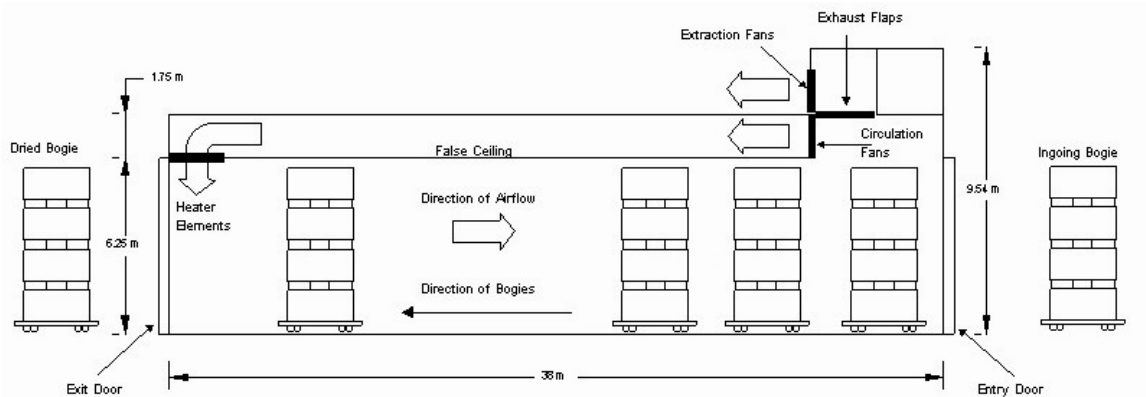 Exhaust Flaps
Extraction Fans
1.75 m
Circulation
Fans
Dried Bogie
False Ceiling
Ingoing Bogie
Direction of Airflow
9.54 m
Heater
Elements
6.25 m
Direction of Bogies
Exit Door
38 m
Entry Door